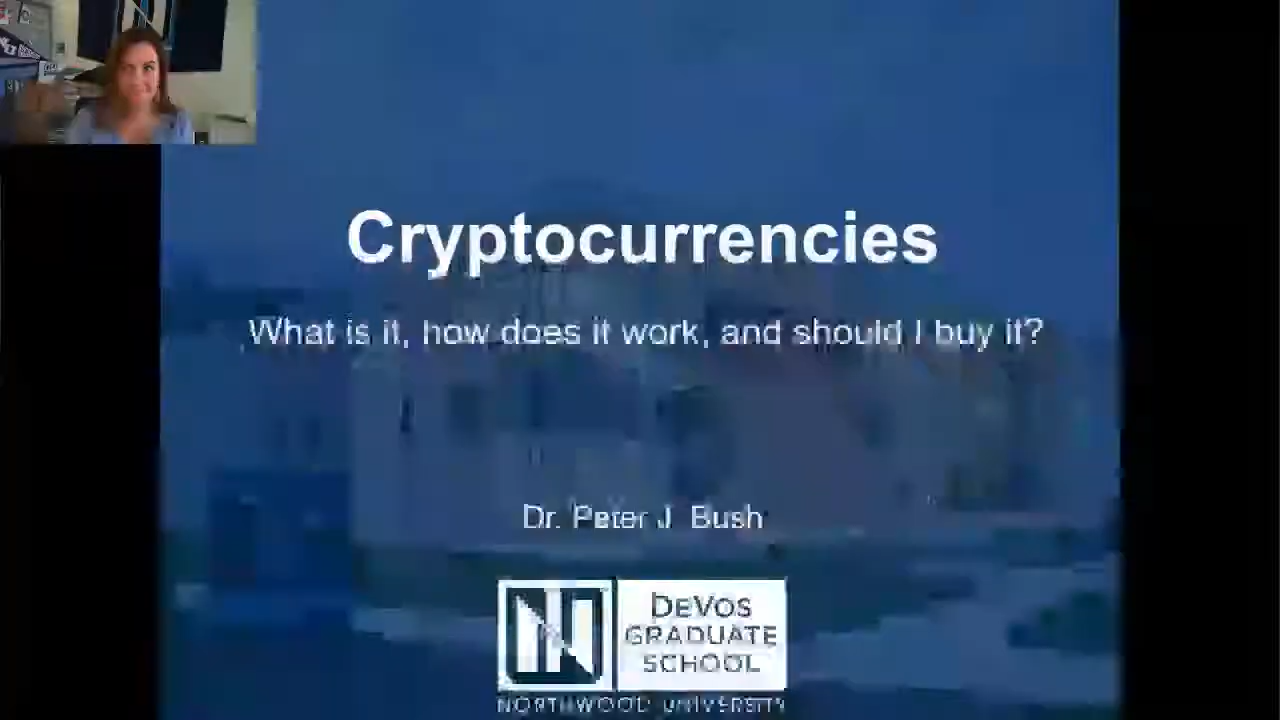 Cryptocurrencies
What is it, how does it work, and should I buy it?
Dr. Peter J. Bush
DEVOS
GRADUATE
SCHOOL
NORTHWOOD UNIVERSITY